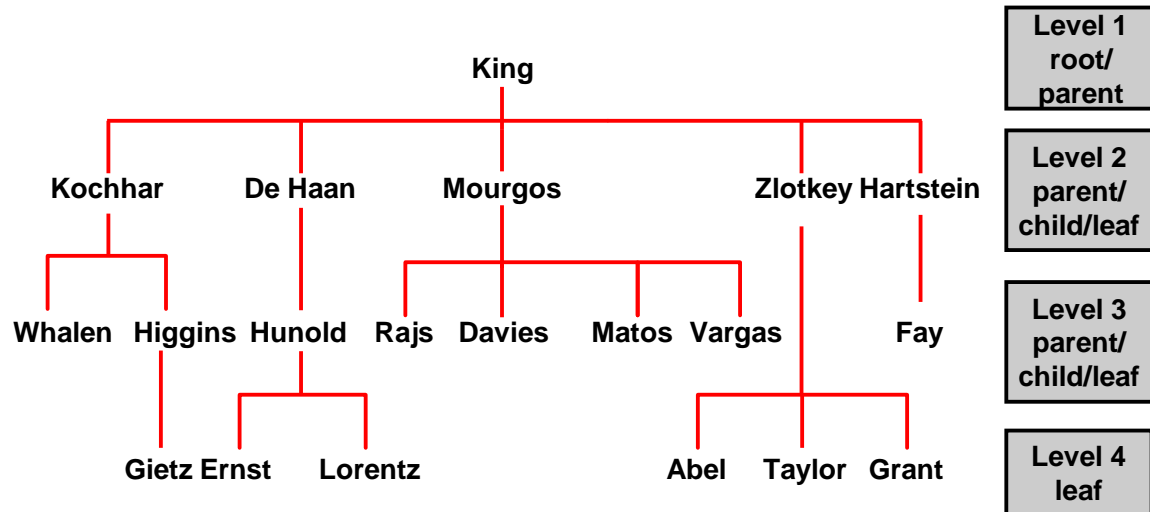 King
Level 1
root/
parent
Kochhar De Haan Mourgos Zlotkey Hartstein
Level 2
parent/
child/leaf
Whalen Higgins Hunold Rajs Davies Matos Vargas Fay
Level 3
parent/
child/leaf
Gietz Ernst Lorentz Abel Taylor Grant
Level 4
leaf